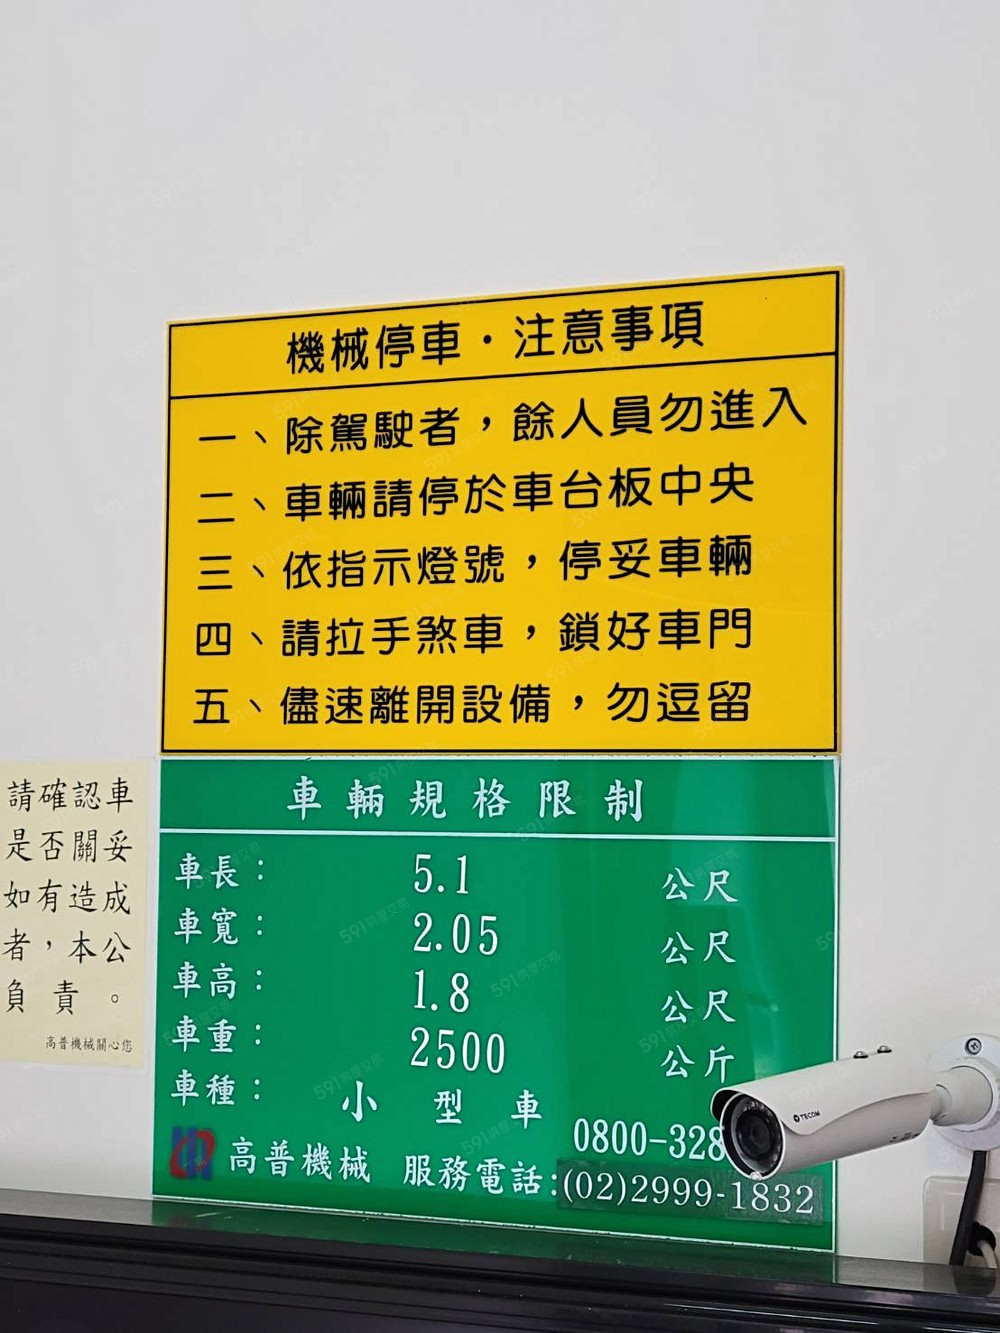 機械停車・注意事項
一、除駕駛者，餘人員勿進入
二、車輛請停於車台板中央
三、依指示燈號，停妥車輛
四、請拉手煞車，鎖好車門
五、儘速離開設備，勿逗留
車輛規格限制
車長： 5.1 公尺
車寬： 2.05 公尺
車高： 1.8 公尺
車重： 2500 公斤
車種： 小型車
0800-328
高普機械 服務電話:(02)2999-1832
請確認車
是否關妥
如有造成
者，本公
負責。
高普機械關心您
TECOM